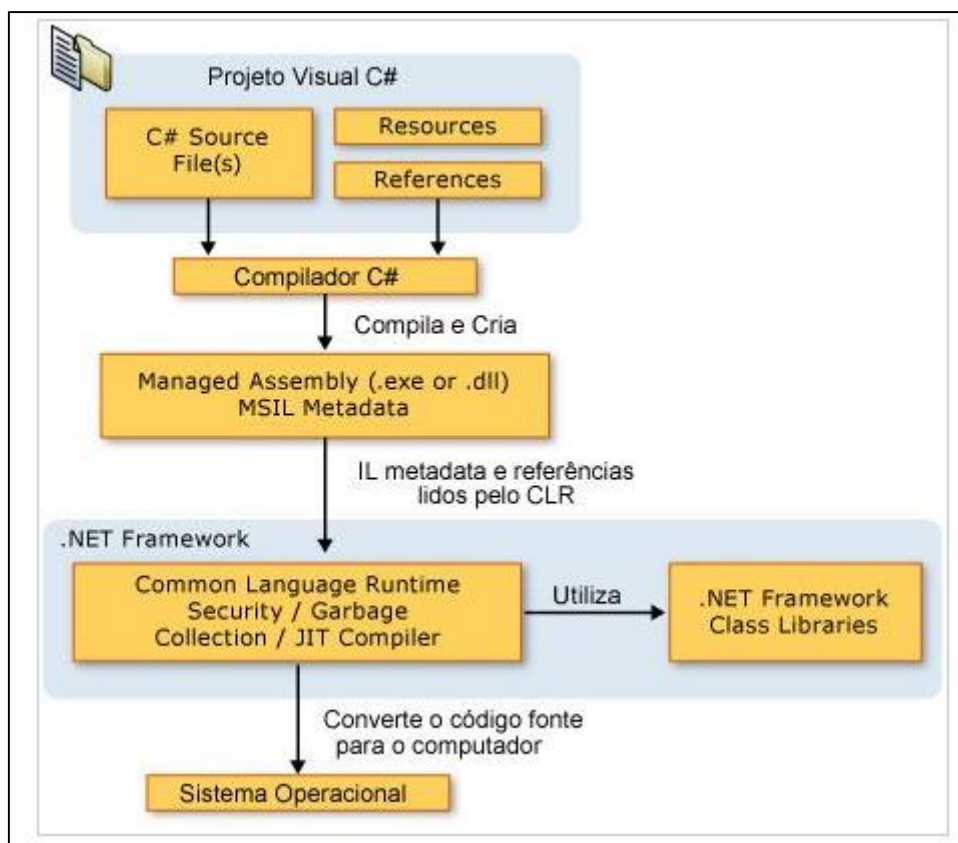 Projeto Visual C#
C# Source
File(s)
Resources
References
Compilador C#
Compila e Cria
Managed Assembly (.exe or .dll)
MSIL Metadata
IL metadata e referências
lidos pelo CLR
.NET Framework
Common Language Runtime
Security / Garbage
Collection / JIT Compiler
Utiliza
.NET Framework
Class Libraries
Converte o código fonte
para o computador
Sistema Operacional